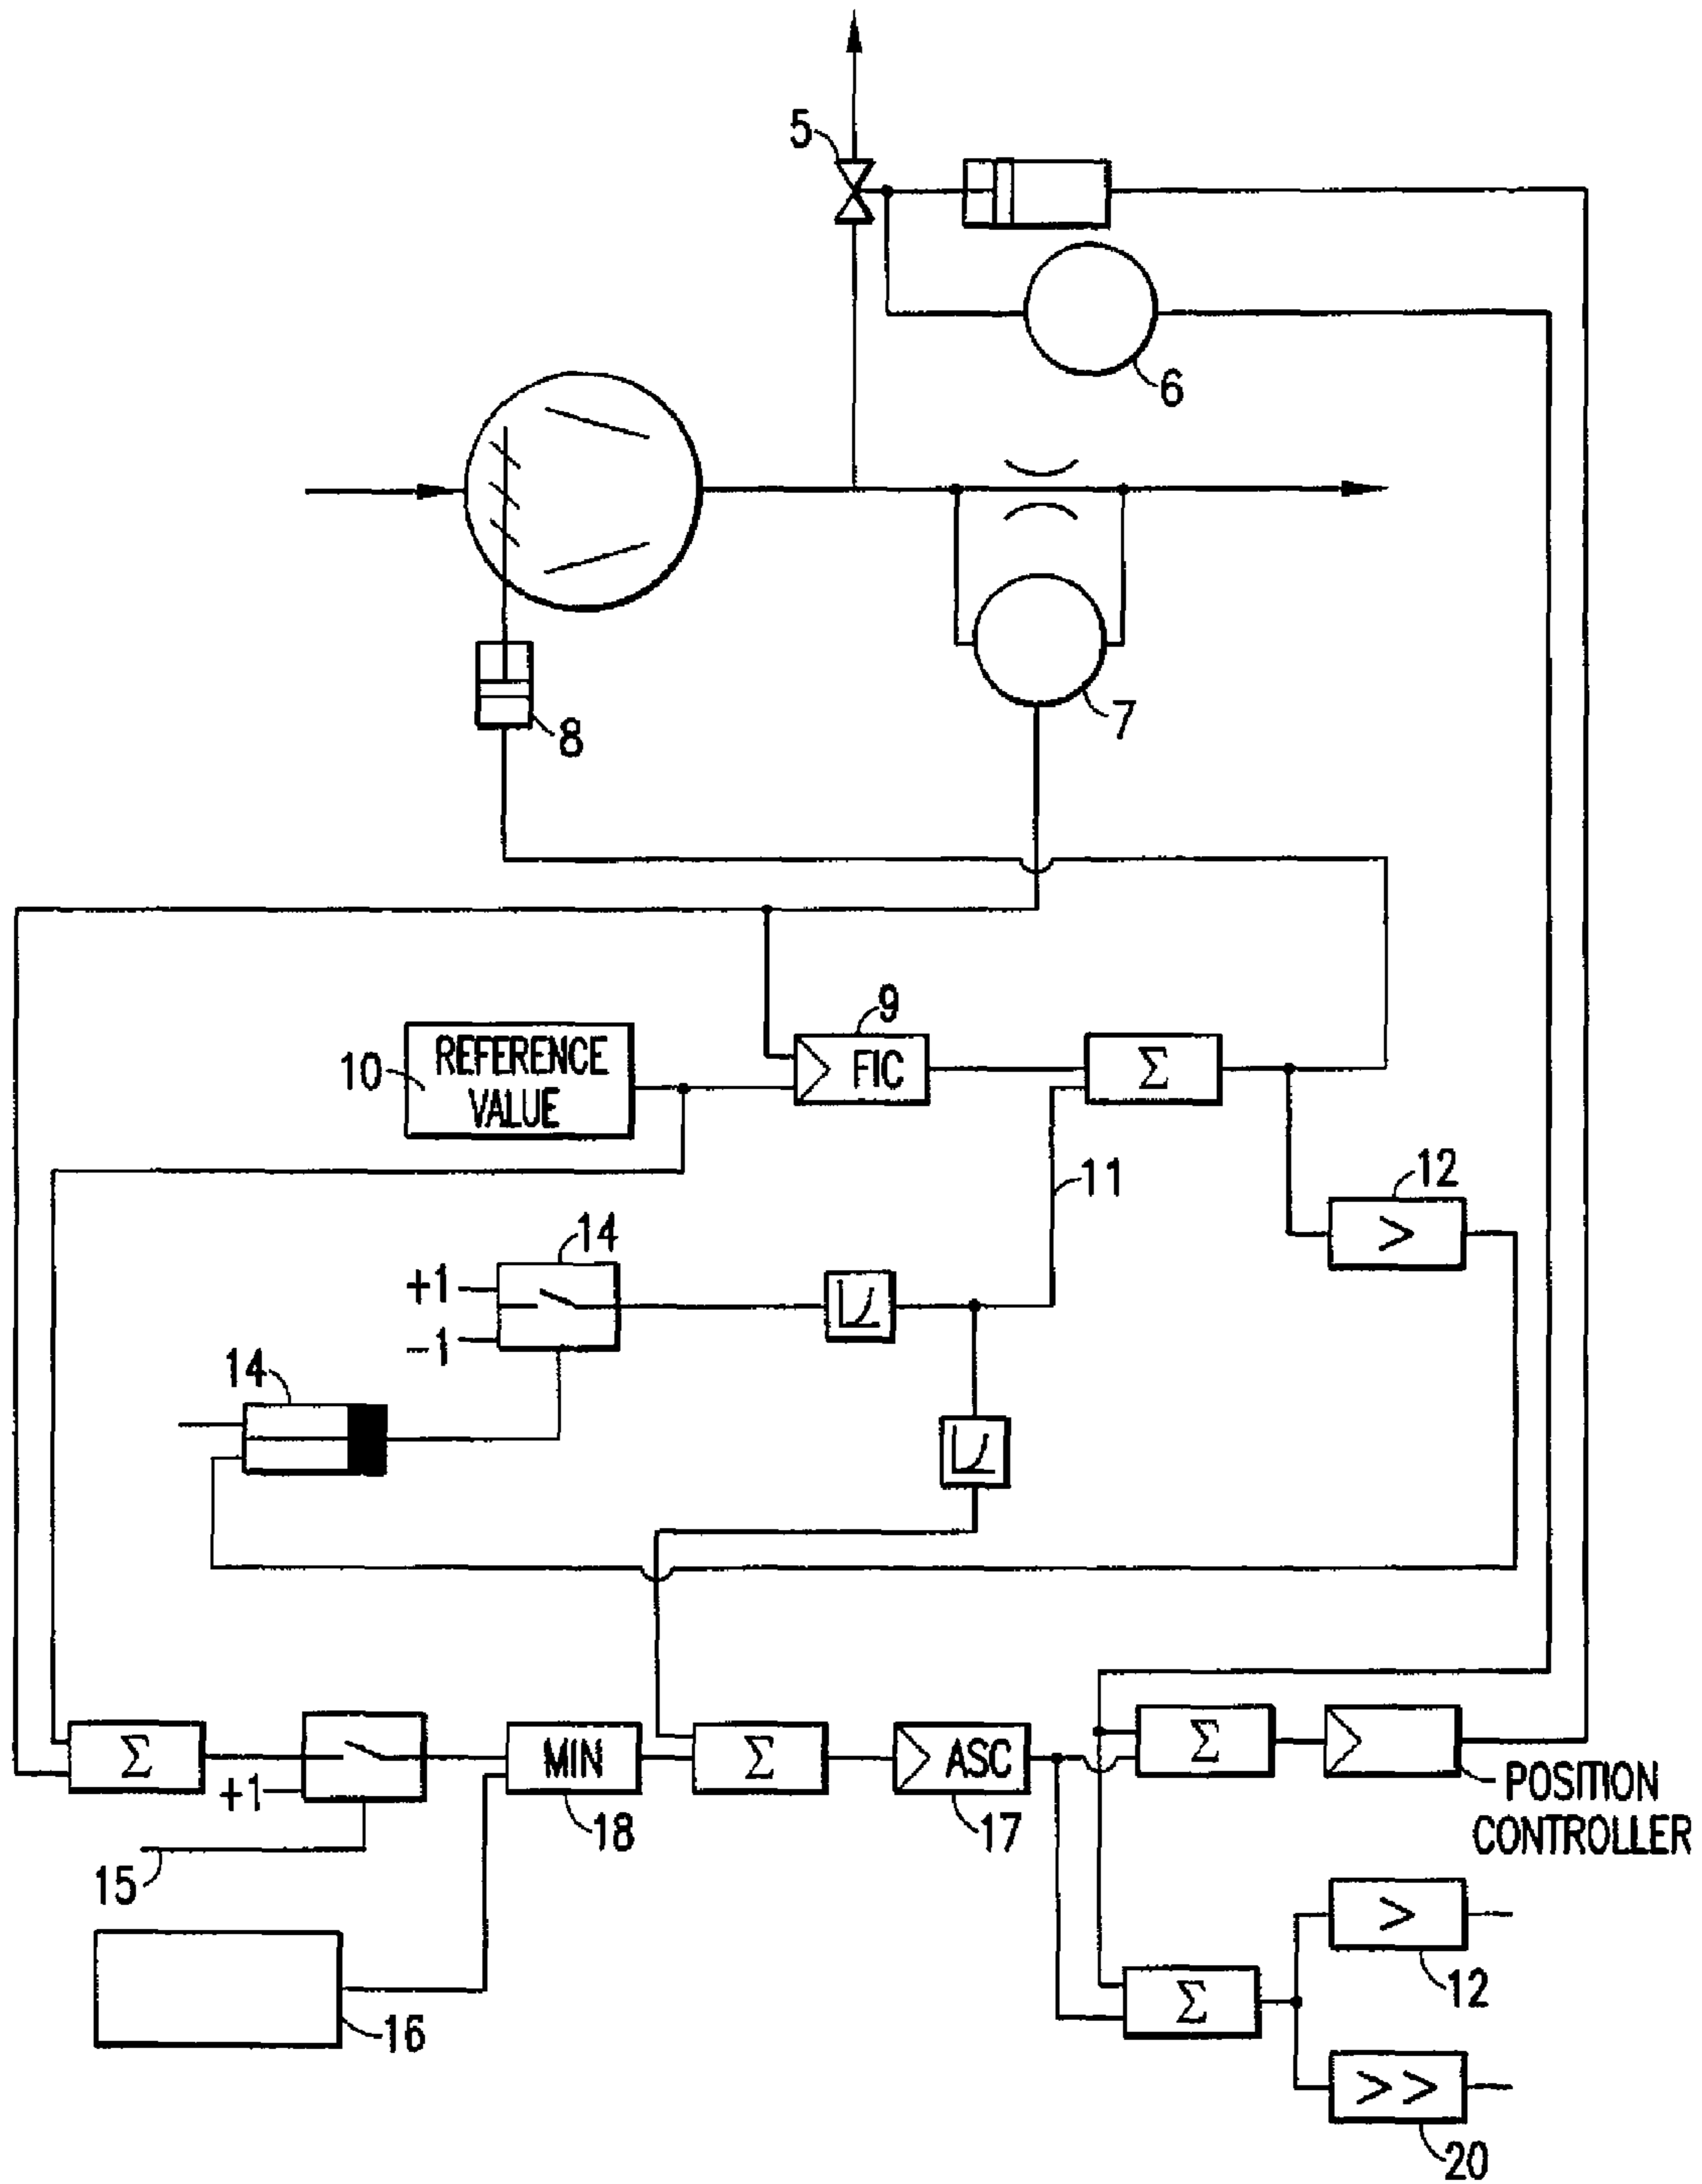 5
6
7
8
9
10
REFERENCE
VALUE
FIC
Σ
11
12
>
14
+1
-1
14
Σ
+1
15
MIN
18
Σ
ASC
17
Σ
POSITION
CONTROLLER
16
Σ
>
12
>>
20